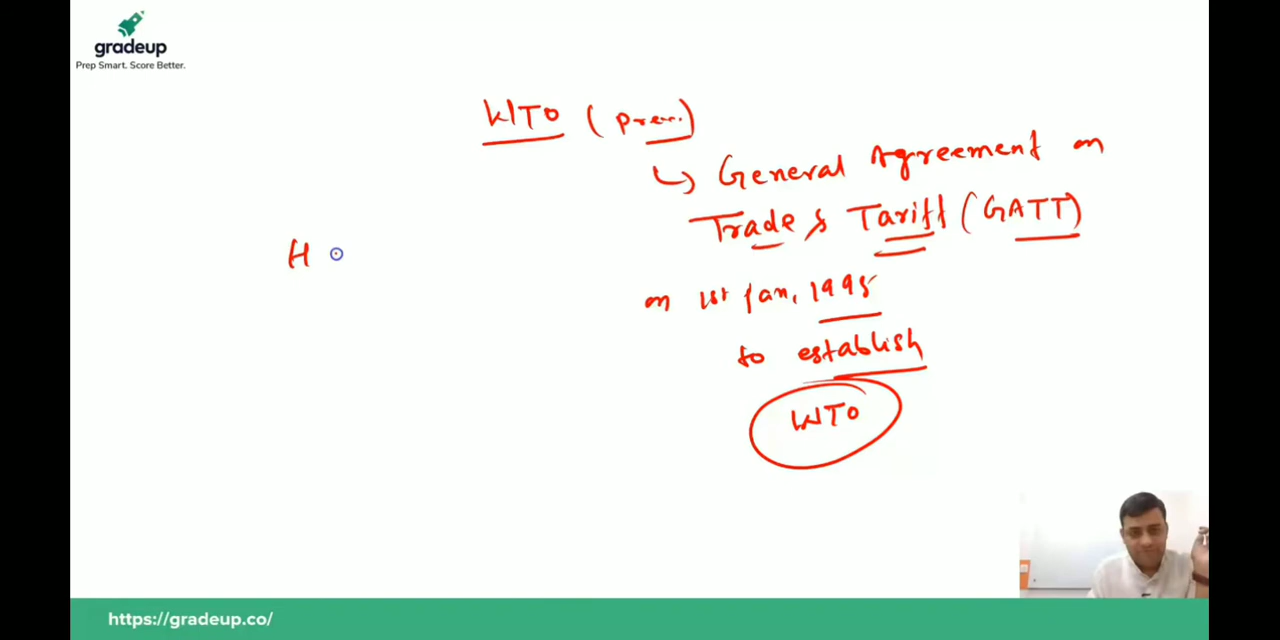 gradeup
Prep Smart. Score Better.
WTO (Prev.)
↳ General Agreement on
Trade & Tariff (GATT)
on 1st Jan, 1995
to establish
WTO
H
https://gradeup.co/